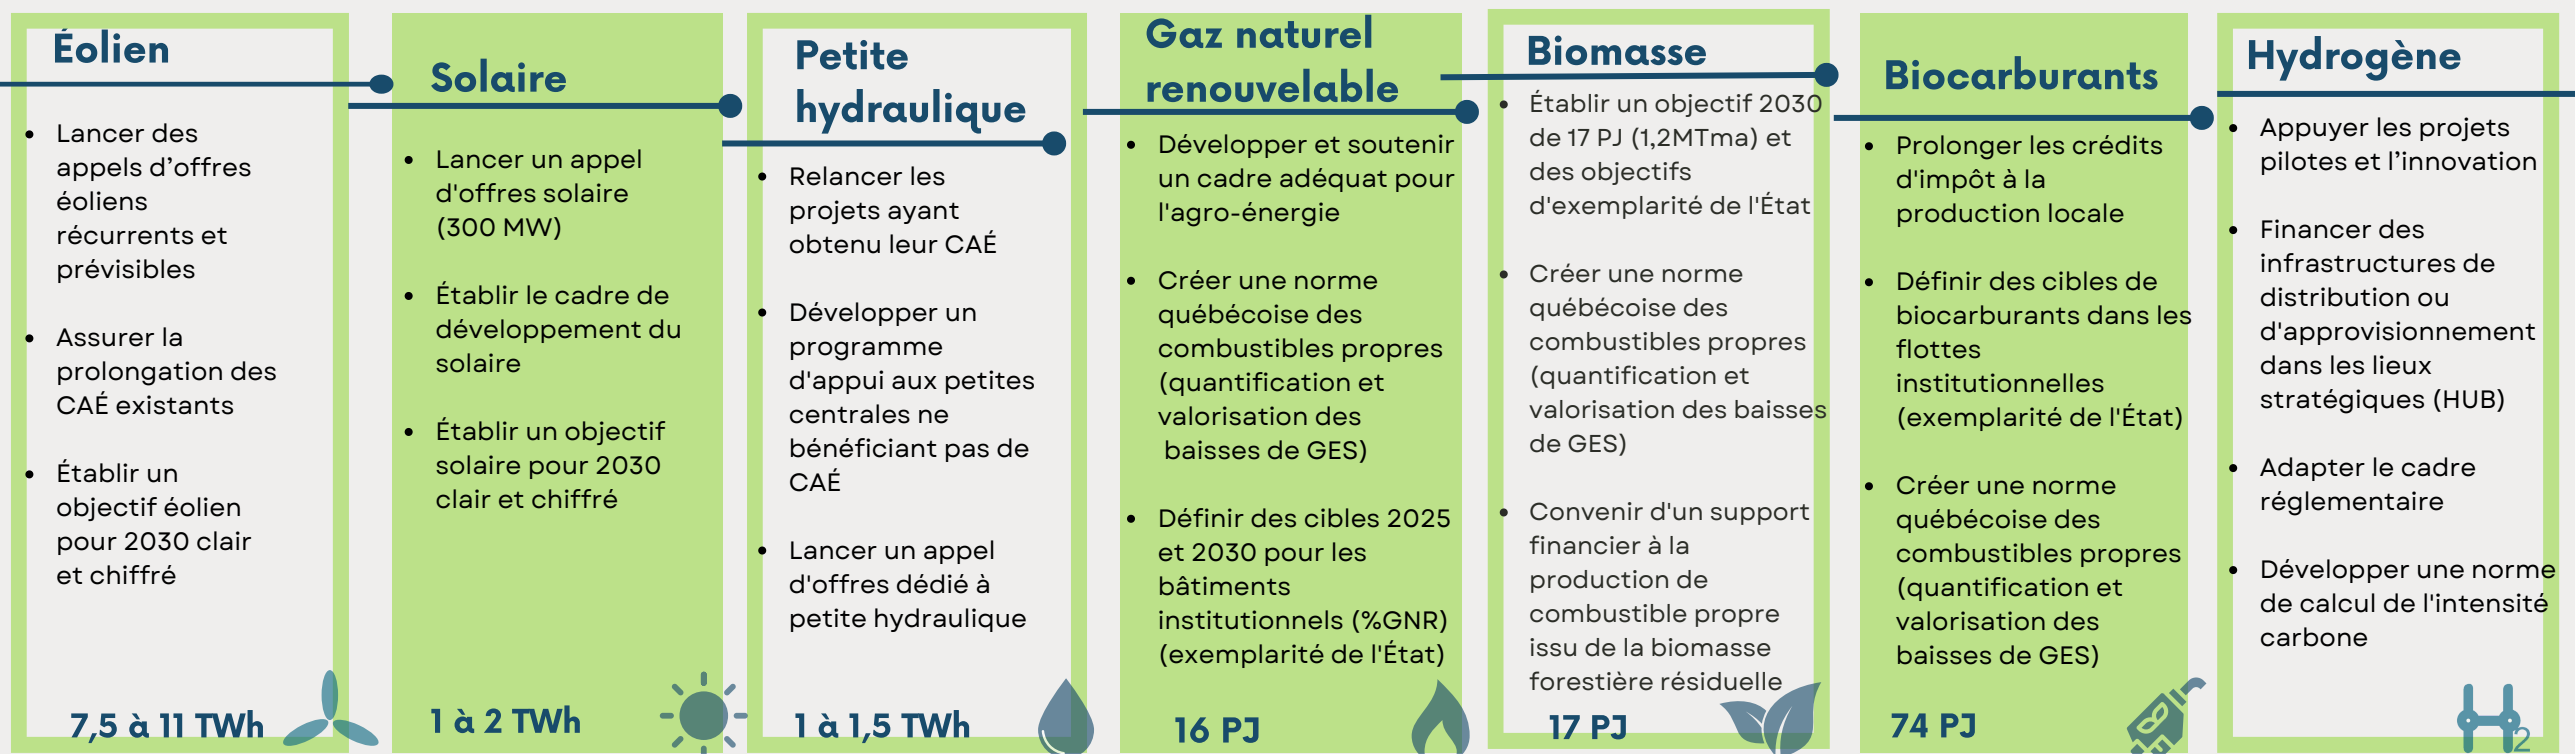 Éolien
• Lancer des
appels d’offres
éoliens
récurrents et
prévisibles
• Assurer la
prolongation des
CAÉ existants
• Établir un
objectif éolien
pour 2030 clair
et chiffré
7,5 à 11 TWh
Solaire
• Lancer un appel
d'offres solaire
(300 MW)
• Établir le cadre de
développement du
solaire
• Établir un objectif
solaire pour 2030
clair et chiffré
1 à 2 TWh
Petite
hydraulique
• Relancer les
projets ayant
obtenu leur CAÉ
• Développer un
programme
d'appui aux petites
centrales ne
bénéficiant pas de
CAÉ
• Lancer un appel
d'offres dédié à
petite hydraulique
1 à 1,5 TWh
Gaz naturel
renouvelable
• Développer et soutenir
un cadre adéquat pour
l'agro-énergie
• Créer une norme
québécoise des
combustibles propres
(quantification et
valorisation des
baisses de GES)
• Définir des cibles 2025
et 2030 pour les
bâtiments
institutionnels (%GNR)
(exemplarité de l'État)
16 PJ
Biomasse
• Établir un objectif 2030
de 17 PJ (1,2MTma) et
des objectifs
d'exemplarité de l'État
• Créer une norme
québécoise des
combustibles propres
(quantification et
valorisation des baisses
de GES)
• Convenir d'un support
financier à la
production de
combustible propre
issu de la biomasse
forestière résiduelle
17 PJ
Biocarburants
• Prolonger les crédits
d'impôt à la
production locale
• Définir des cibles de
biocarburants dans les
flottes
institutionnelles
(exemplarité de l'État)
• Créer une norme
québécoise des
combustibles propres
(quantification et
valorisation des
baisses de GES)
74 PJ
Hydrogène
• Appuyer les projets
pilotes et l’innovation
• Financer des
infrastructures de
distribution ou
d'approvisionnement
dans les lieux
stratégiques (HUB)
• Adapter le cadre
réglementaire
• Développer une norme
de calcul de l'intensité
carbone
H2